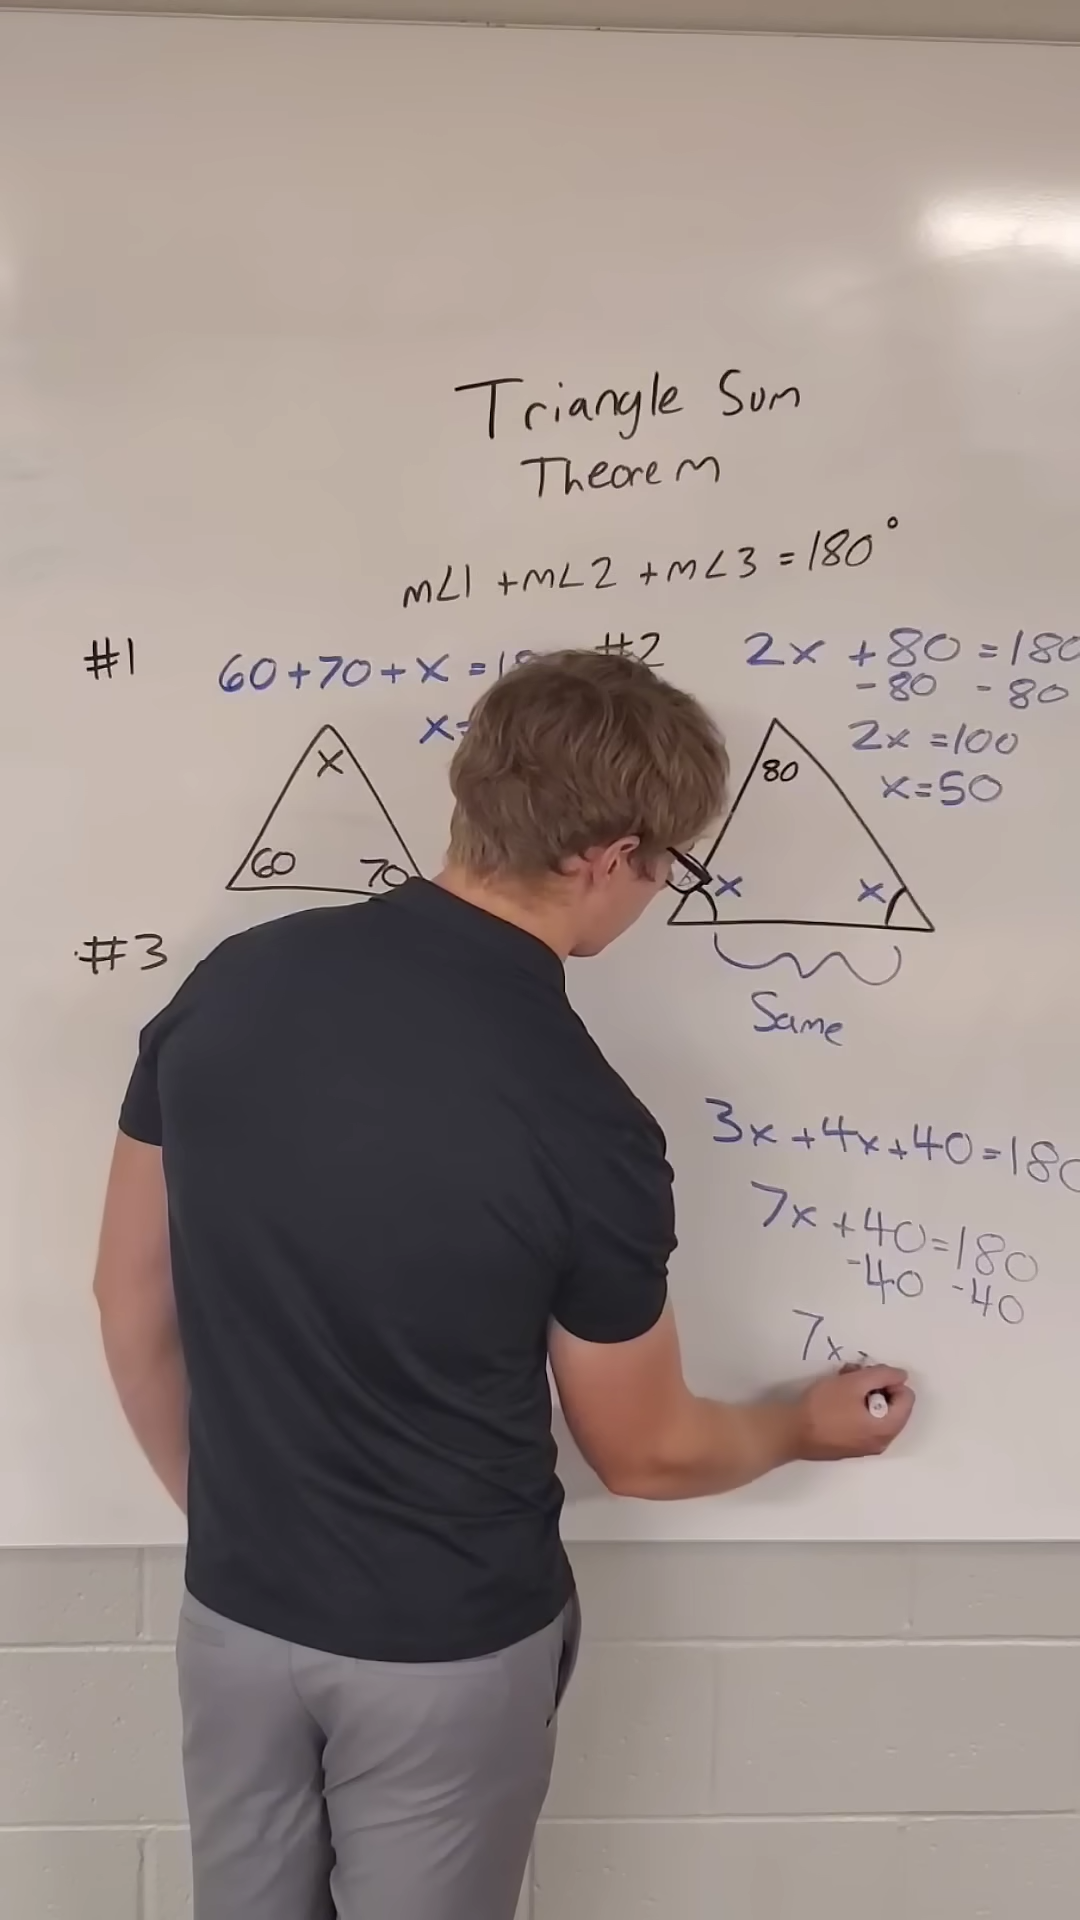 Triangle Sum
Theorem
m∠1 + m∠2 + m∠3 = 180°
#1
60 + 70 + x =
x=
x
60
70
#2
2x + 80 = 180
-80 -80
2x = 100
x = 50
80
x
x
Same
#3
3x + 4x + 40 = 180
7x + 40 = 180
-40 -40
7x